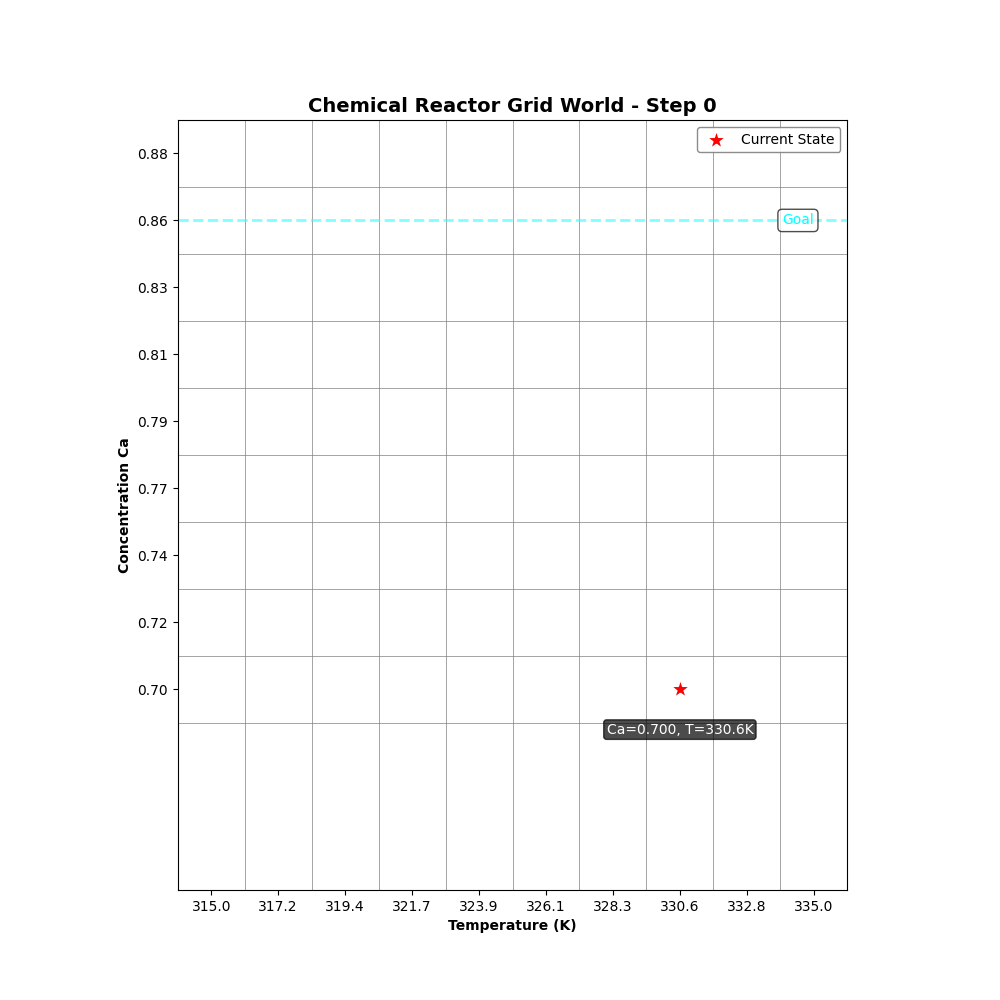 Chemical Reactor Grid World - Step 0
Current State
0.88
0.86
Goal
0.83
0.81
0.79
0.77
0.74
0.72
0.70
Concentration Ca
Ca=0.700, T=330.6K
315.0 317.2 319.4 321.7 323.9 326.1 328.3 330.6 332.8 335.0
Temperature (K)